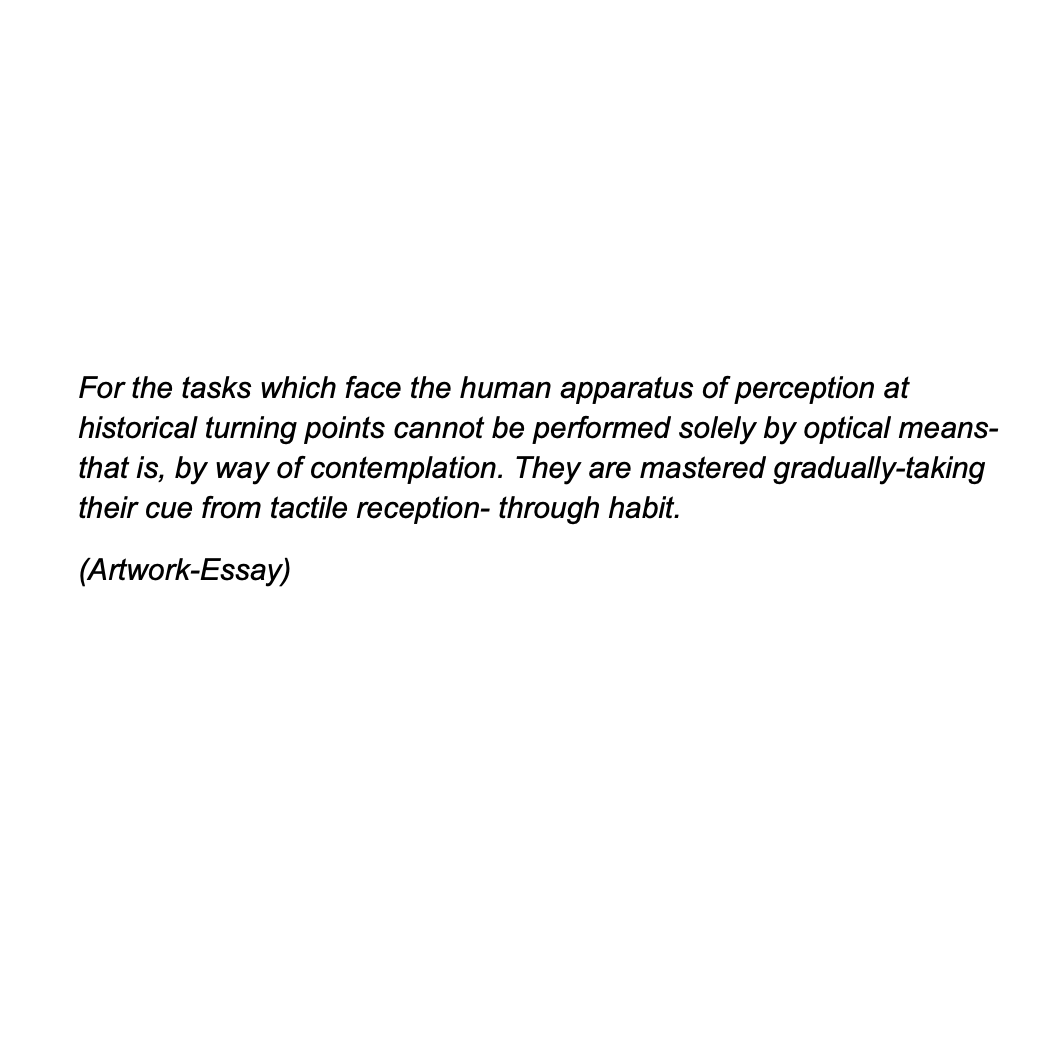 For the tasks which face the human apparatus of perception at
historical turning points cannot be performed solely by optical means-
that is, by way of contemplation. They are mastered gradually-taking
their cue from tactile reception- through habit.
(Artwork-Essay)